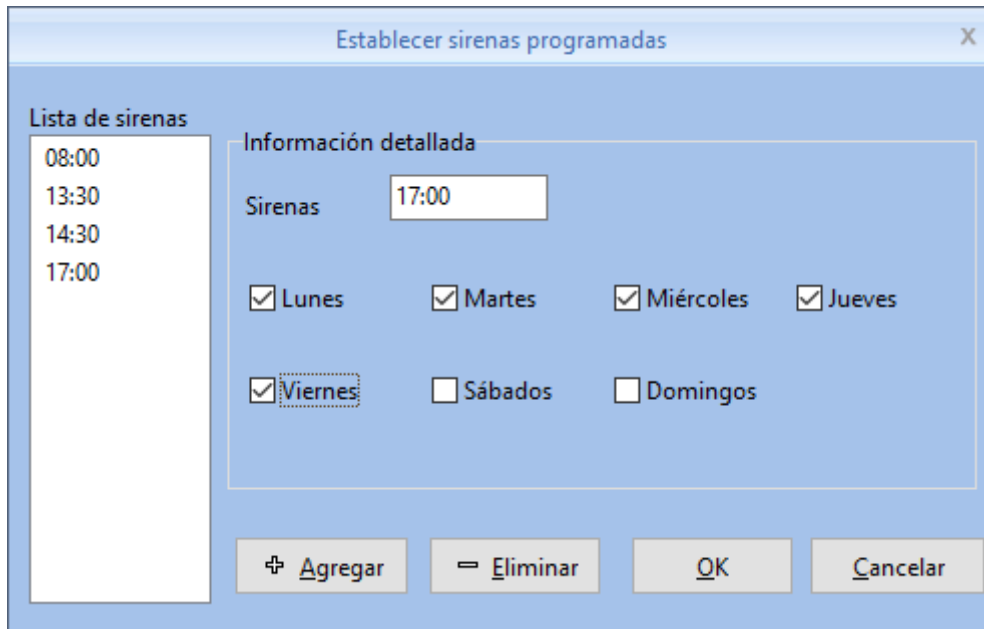 Establecer sirenas programadas X
Lista de sirenas
08:00
13:30
14:30
17:00
Información detallada
Sirenas 17:00
Lunes Martes Miércoles Jueves
Viernes Sábados Domingos
Agregar Eliminar OK Cancelar